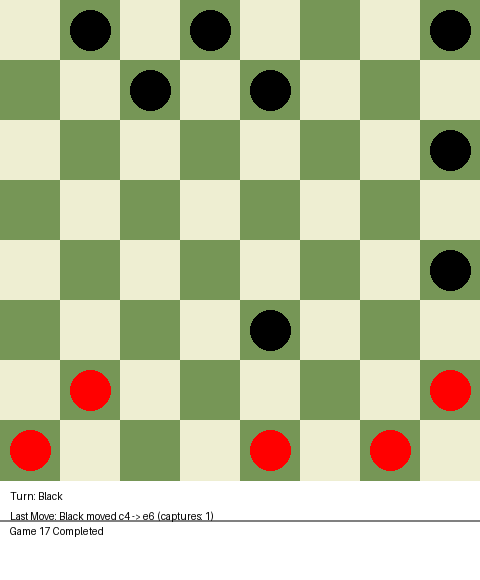 Turn: Black
Last Move: Black moved c4 -> e6 (captures: 1)
Game 17 Completed